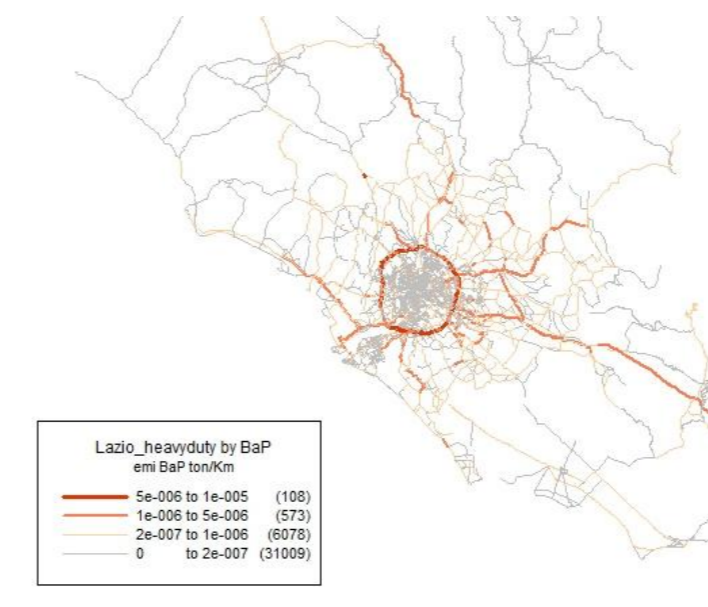 Lazio_heavyduty by BaP
emi BaP ton/Km
5e-006 to 1e-005 (108)
1e-006 to 5e-006 (573)
2e-007 to 1e-006 (6078)
0 to 2e-007 (31009)